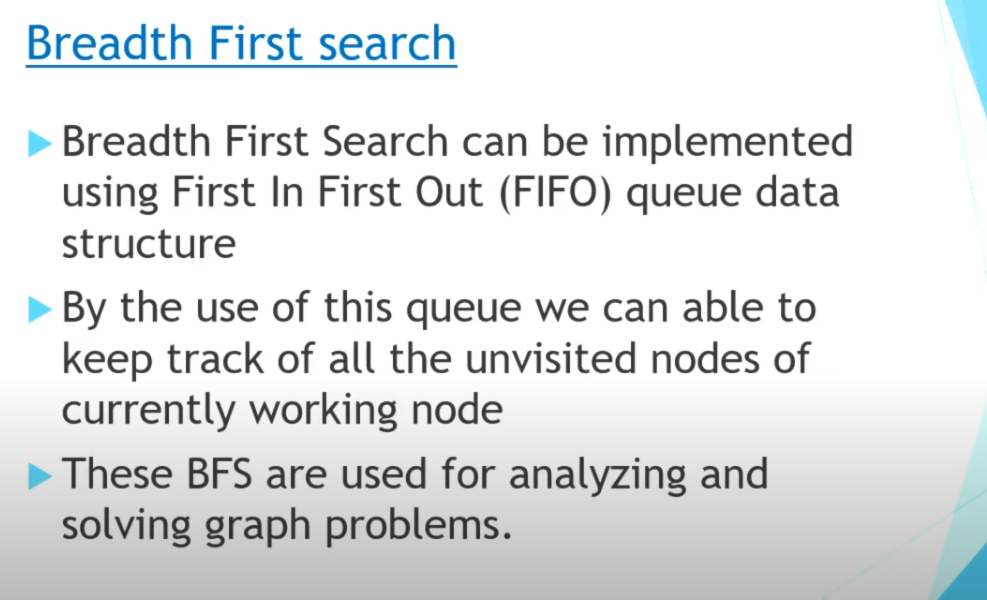 Breadth First search
Breadth First Search can be implemented
using First In First Out (FIFO) queue data
structure
By the use of this queue we can able to
keep track of all the unvisited nodes of
currently working node
These BFS are used for analyzing and
solving graph problems.